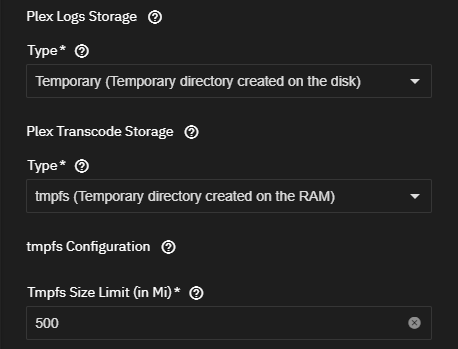 Plex Logs Storage
Type*
Temporary (Temporary directory created on the disk)
Plex Transcode Storage
Type*
tmpfs (Temporary directory created on the RAM)
tmpfs Configuration
Tmpfs Size Limit (in Mi)*
500